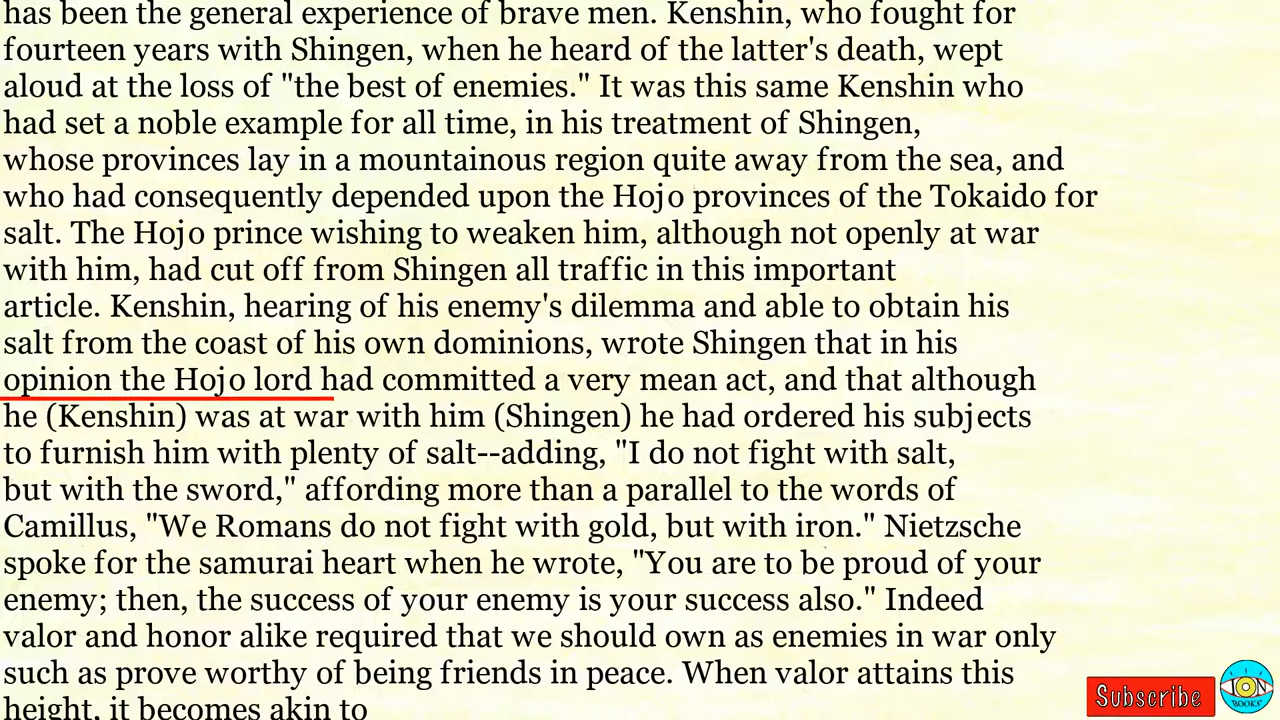 has been the general experience of brave men. Kenshin, who fought for
fourteen years with Shingen, when he heard of the latter's death, wept
aloud at the loss of "the best of enemies." It was this same Kenshin who
had set a noble example for all time, in his treatment of Shingen,
whose provinces lay in a mountainous region quite away from the sea, and
who had consequently depended upon the Hojo provinces of the Tokaido for
salt. The Hojo prince wishing to weaken him, although not openly at war
with him, had cut off from Shingen all traffic in this important
article. Kenshin, hearing of his enemy's dilemma and able to obtain his
salt from the coast of his own dominions, wrote Shingen that in his
opinion the Hojo lord had committed a very mean act, and that although
he (Kenshin) was at war with him (Shingen) he had ordered his subjects
to furnish him with plenty of salt--adding, "I do not fight with salt,
but with the sword," affording more than a parallel to the words of
Camillus, "We Romans do not fight with gold, but with iron." Nietzsche
spoke for the samurai heart when he wrote, "You are to be proud of your
enemy; then, the success of your enemy is your success also." Indeed
valor and honor alike required that we should own as enemies in war only
such as prove worthy of being friends in peace. When valor attains this
height, it becomes akin to
Subscribe
ION
BOOKS